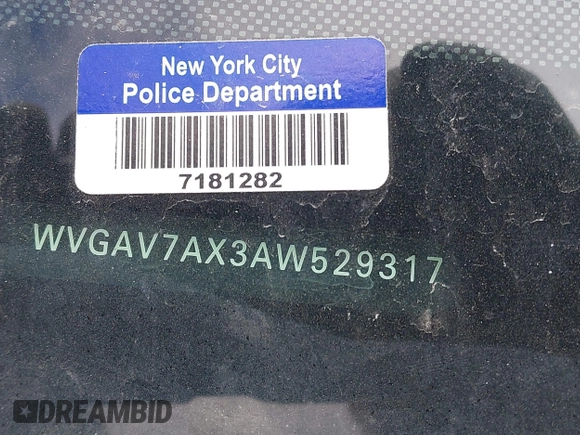 New York City
Police Department
7181282
WVGAV7AX3AW529317
DREAMBID